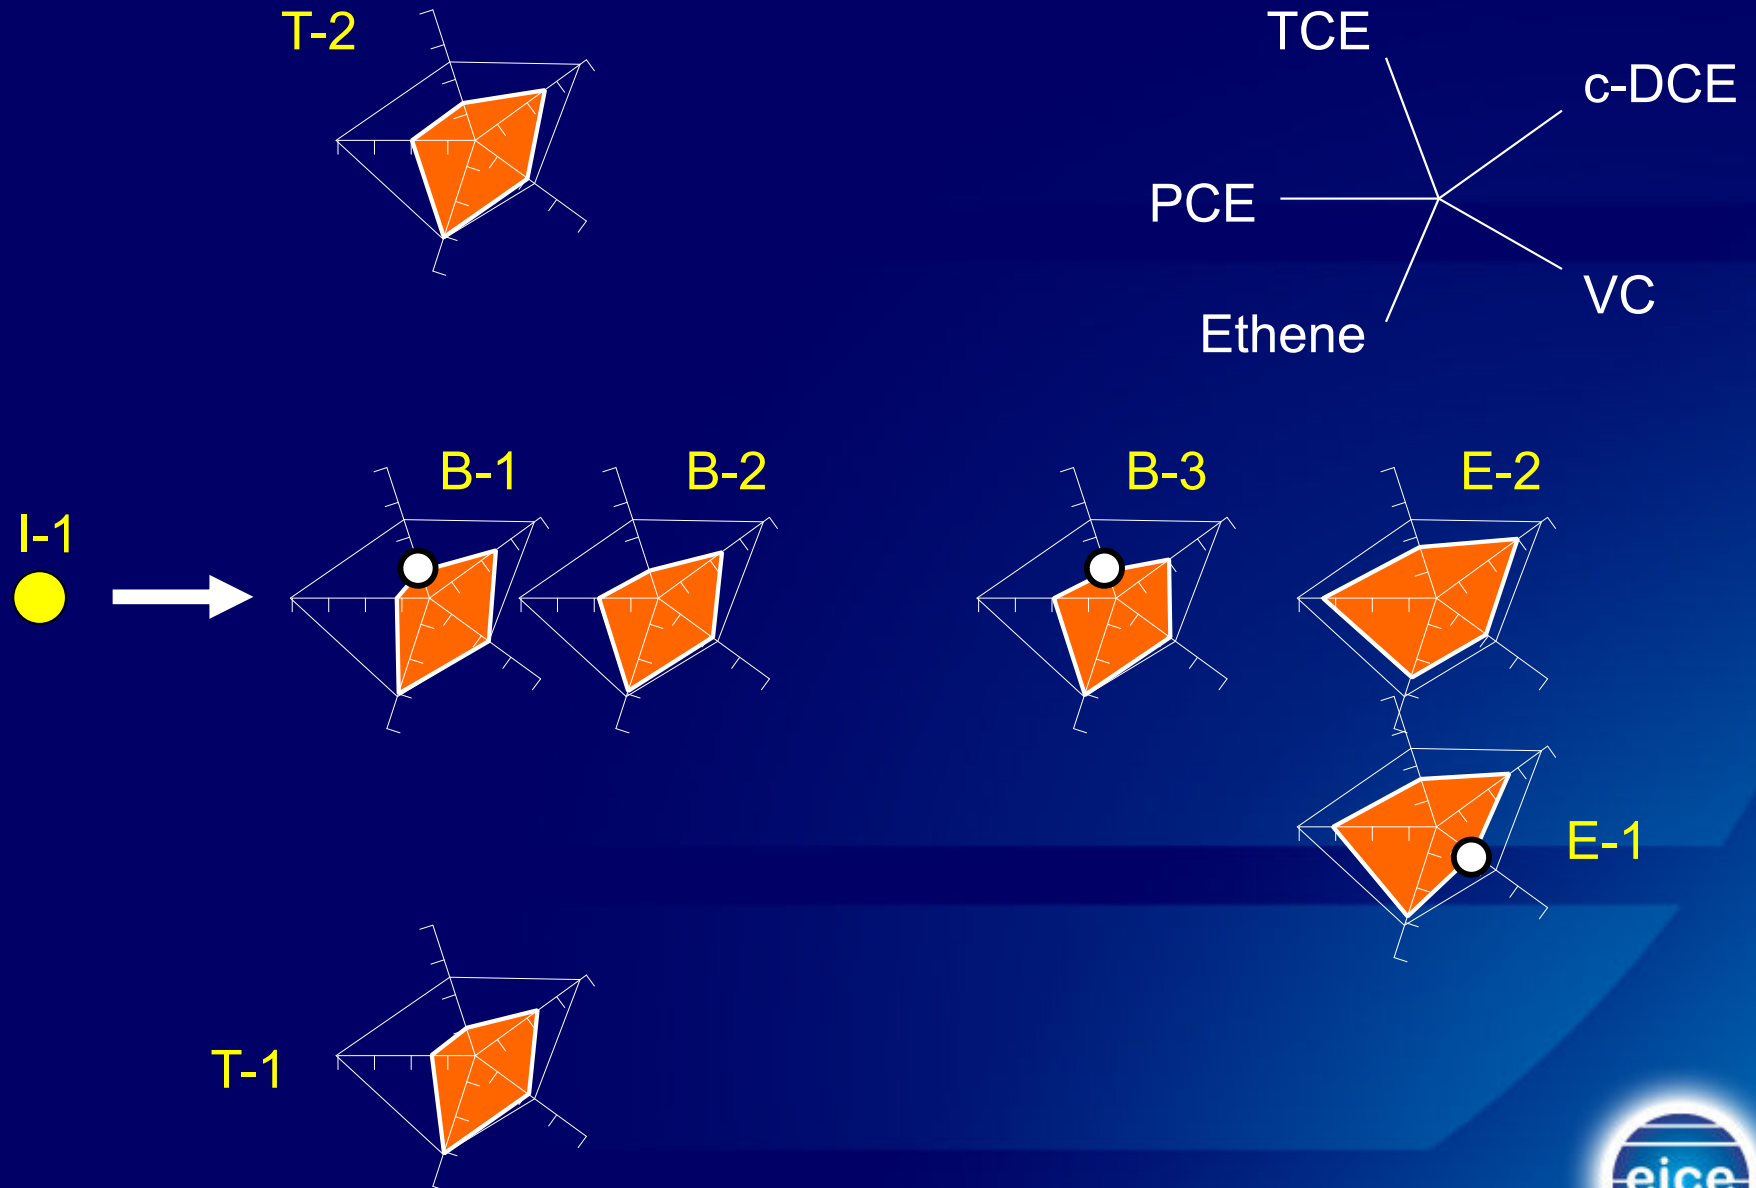 T-2
TCE
c-DCE
PCE
VC
Ethene
B-1
B-2
B-3
E-2
I-1
E-1
T-1
eice